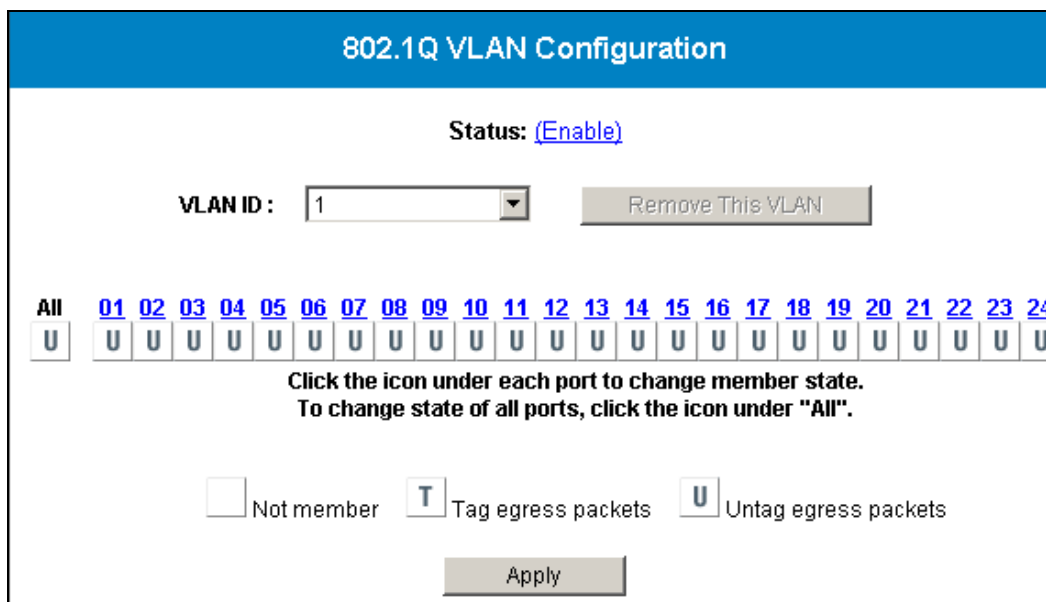 802.1Q VLAN Configuration
Status: (Enable)
VLAN ID : 1 Remove This VLAN
All 01 02 03 04 05 06 07 08 09 10 11 12 13 14 15 16 17 18 19 20 21 22 23 24
U U U U U U U U U U U U U U U U U U U U U U U U U
Click the icon under each port to change member state.
To change state of all ports, click the icon under "All".
Not member T Tag egress packets U Untag egress packets
Apply